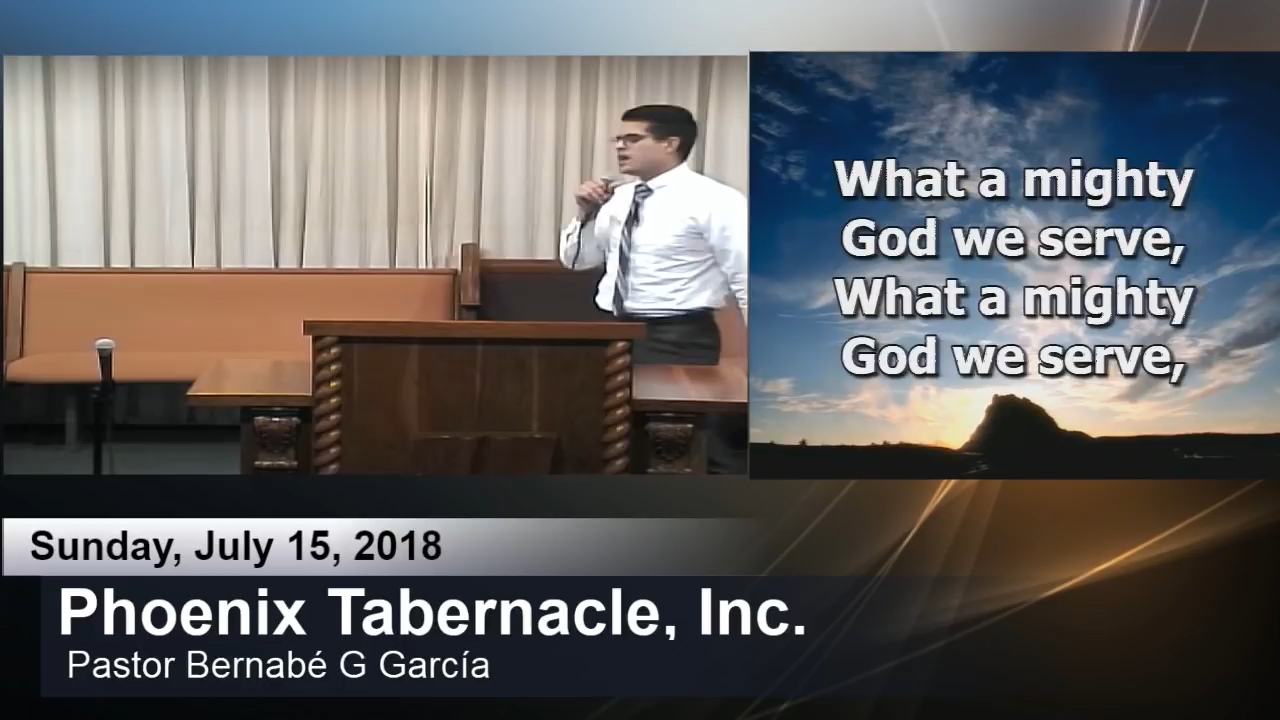 What a mighty
God we serve,
What a mighty
God we serve,
Sunday, July 15, 2018
Phoenix Tabernacle, Inc.
Pastor Bernabé G García